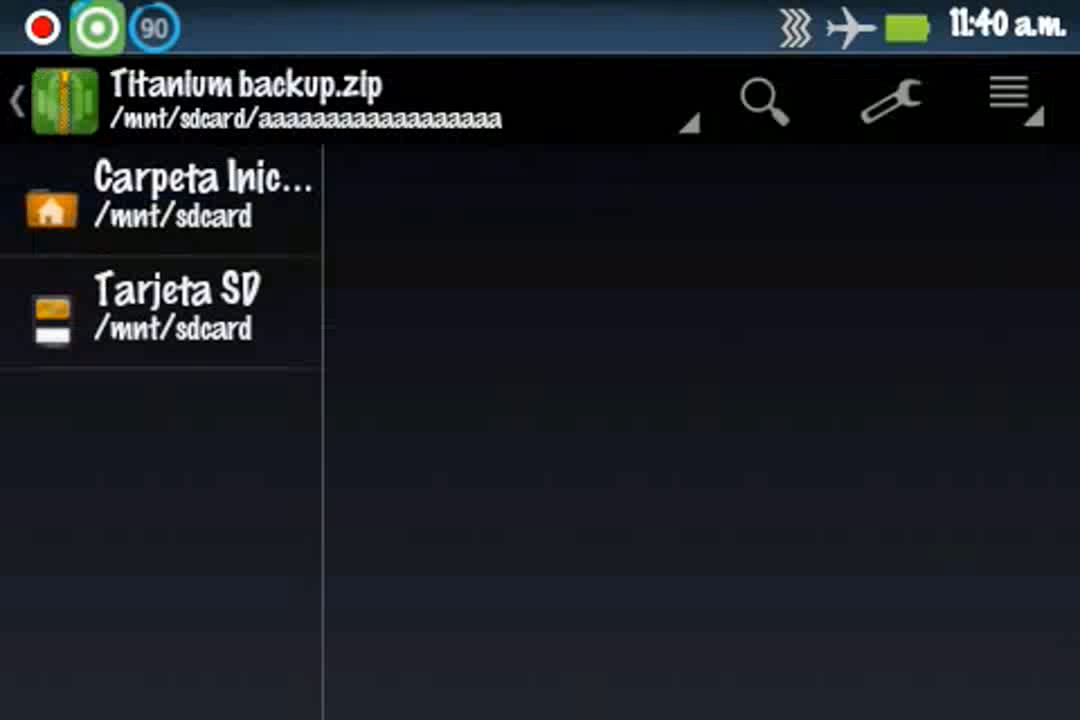 90
11:40 a.m.
Titanium backup.zip
/mnt/sdcard/aaaaaaaaaaaaaaaaaa
Carpeta Inic...
/mnt/sdcard
Tarjeta SD
/mnt/sdcard